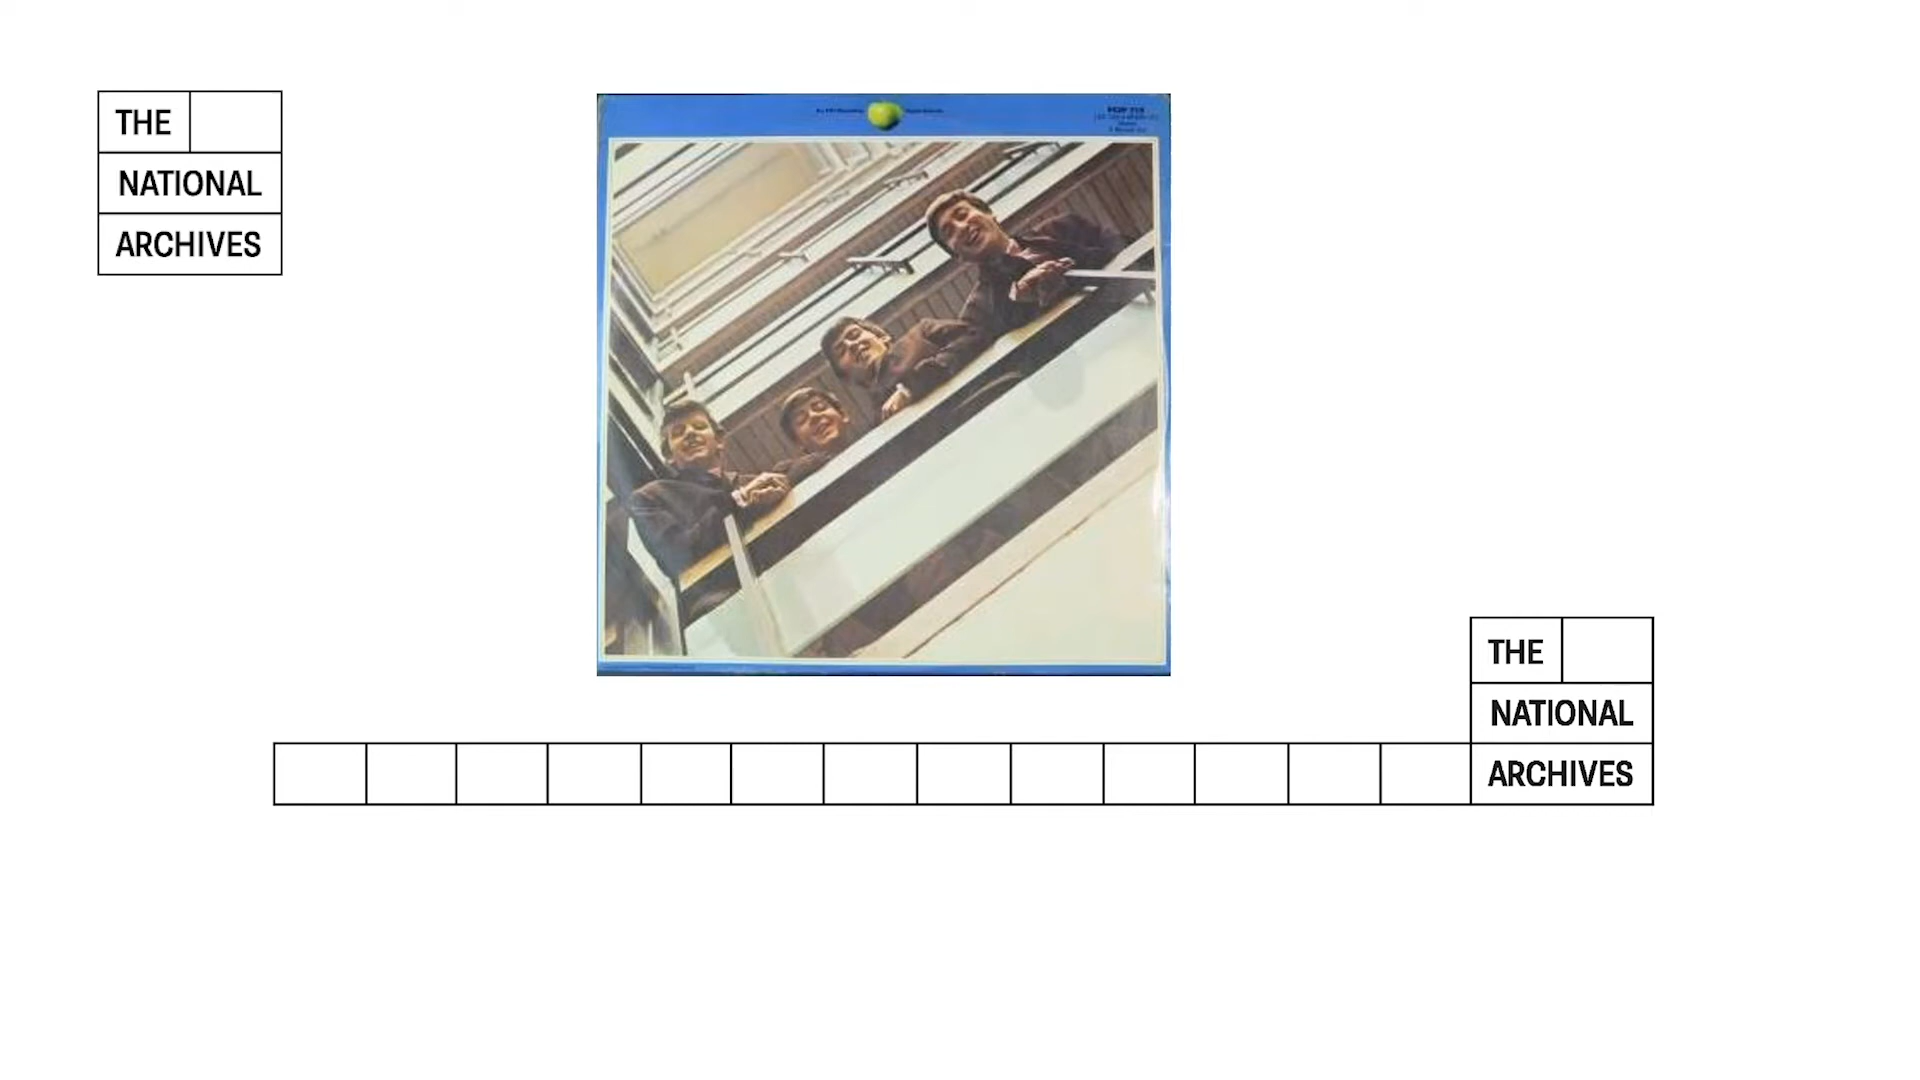 THE
NATIONAL
ARCHIVES
THE
NATIONAL
ARCHIVES